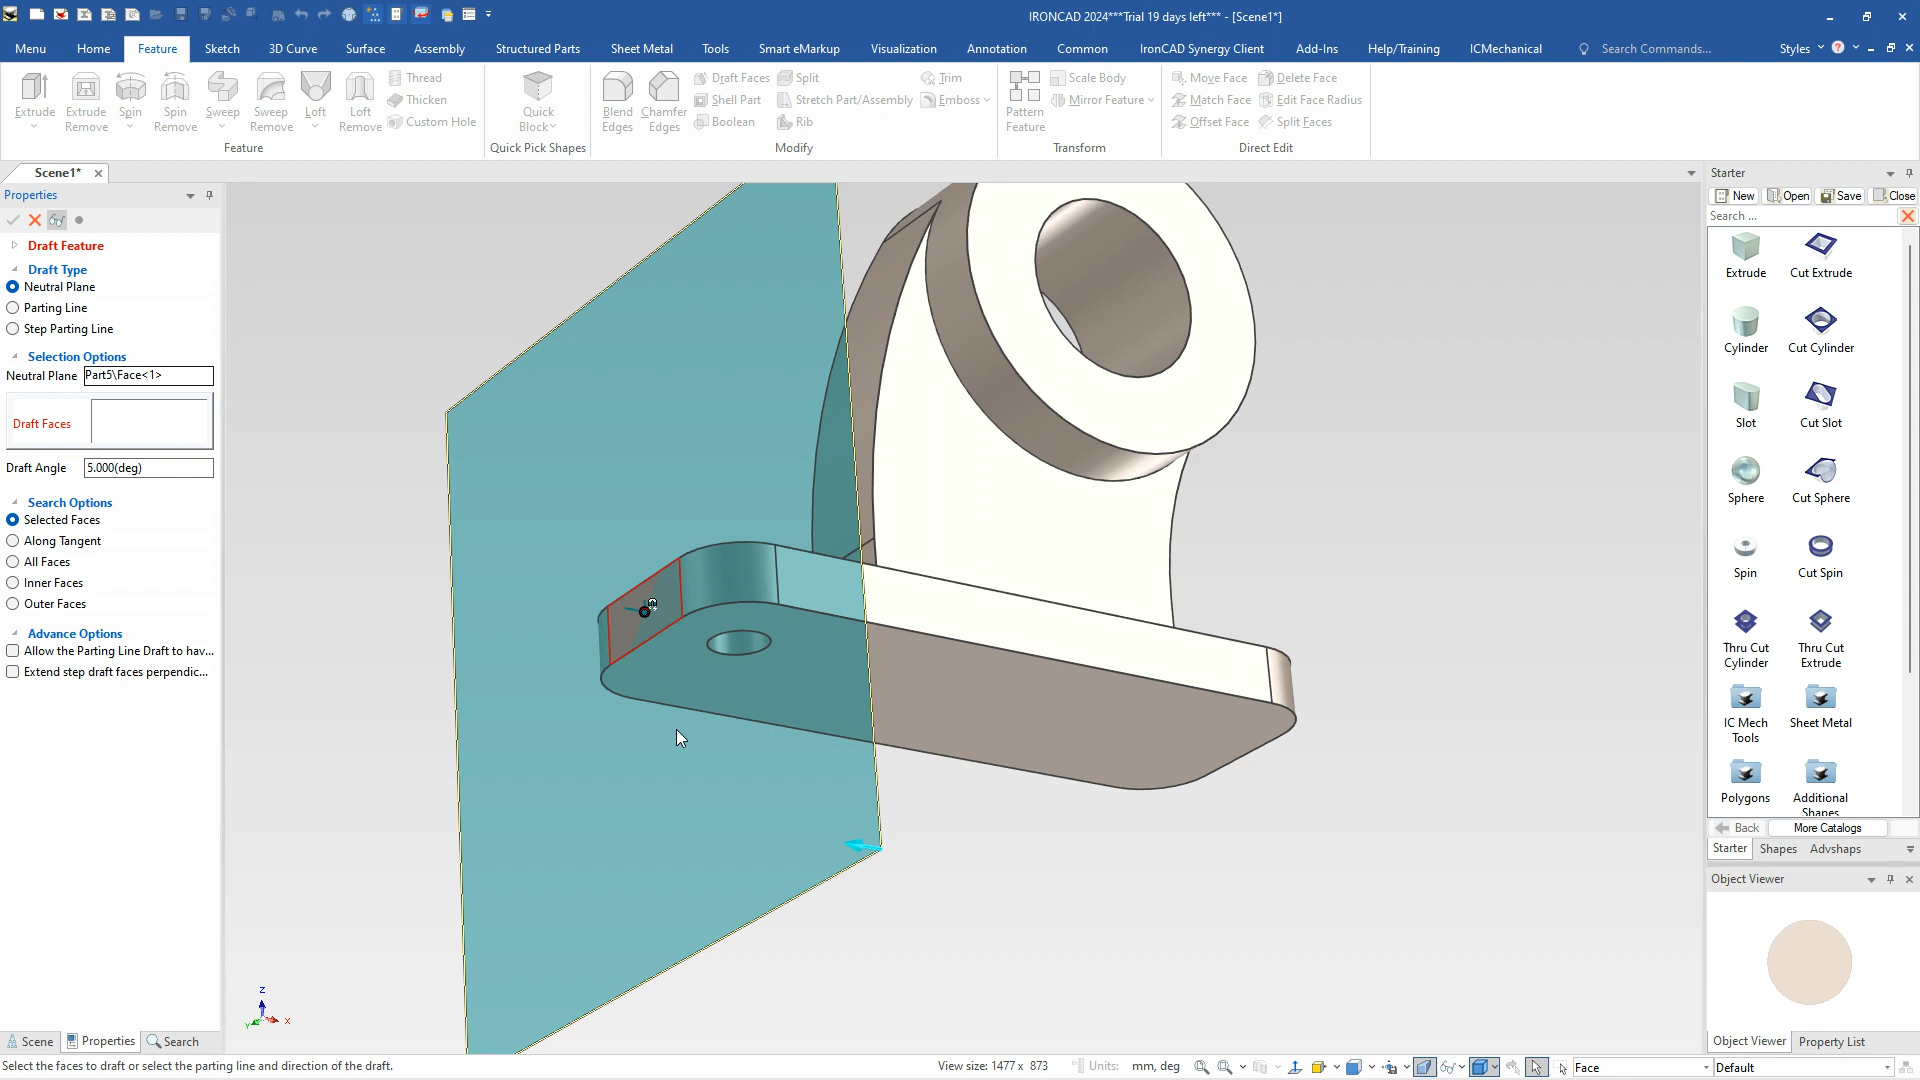 IRONCAD 2024***Trial 19 days left*** - [Scene1*]
Menu Home Feature Sketch 3D Curve Surface Assembly Structured Parts Sheet Metal Tools Smart eMarkup Visualization Annotation Common IronCAD Synergy Client Add-Ins Help/Training ICMechanical Search Commands... Styles
Extrude
Extrude Remove
Spin
Spin Remove
Sweep
Sweep Remove
Loft
Loft Remove
Thread
Thicken
Custom Hole
Feature
Quick Block
Quick Pick Shapes
Blend Edges
Chamfer Edges
Draft Faces
Shell Part
Boolean
Split
Stretch Part/Assembly
Rib
Trim
Emboss
Modify
Pattern Feature
Scale Body
Mirror Feature
Transform
Move Face
Match Face
Offset Face
Delete Face
Edit Face Radius
Split Faces
Direct Edit
Scene1*
Properties
Draft Feature
Draft Type
Neutral Plane
Parting Line
Step Parting Line
Selection Options
Neutral Plane Part5\Face<1>
Draft Faces
Draft Angle 5.000(deg)
Search Options
Selected Faces
Along Tangent
All Faces
Inner Faces
Outer Faces
Advance Options
Allow the Parting Line Draft to hav...
Extend step draft faces perpendic...
Z
Y
X
Scene Properties Search
Starter
New Open Save Close
Search ...
Extrude Cut Extrude
Cylinder Cut Cylinder
Slot Cut Slot
Sphere Cut Sphere
Spin Cut Spin
Thru Cut Cylinder
Thru Cut Extrude
IC Mech Tools
Sheet Metal
Polygons
Additional Shapes
Back More Catalogs
Starter Shapes Advshaps
Object Viewer
Object Viewer Property List
Select the faces to draft or select the parting line and direction of the draft.
View size: 1477 x 873 Units: mm, deg Face Default